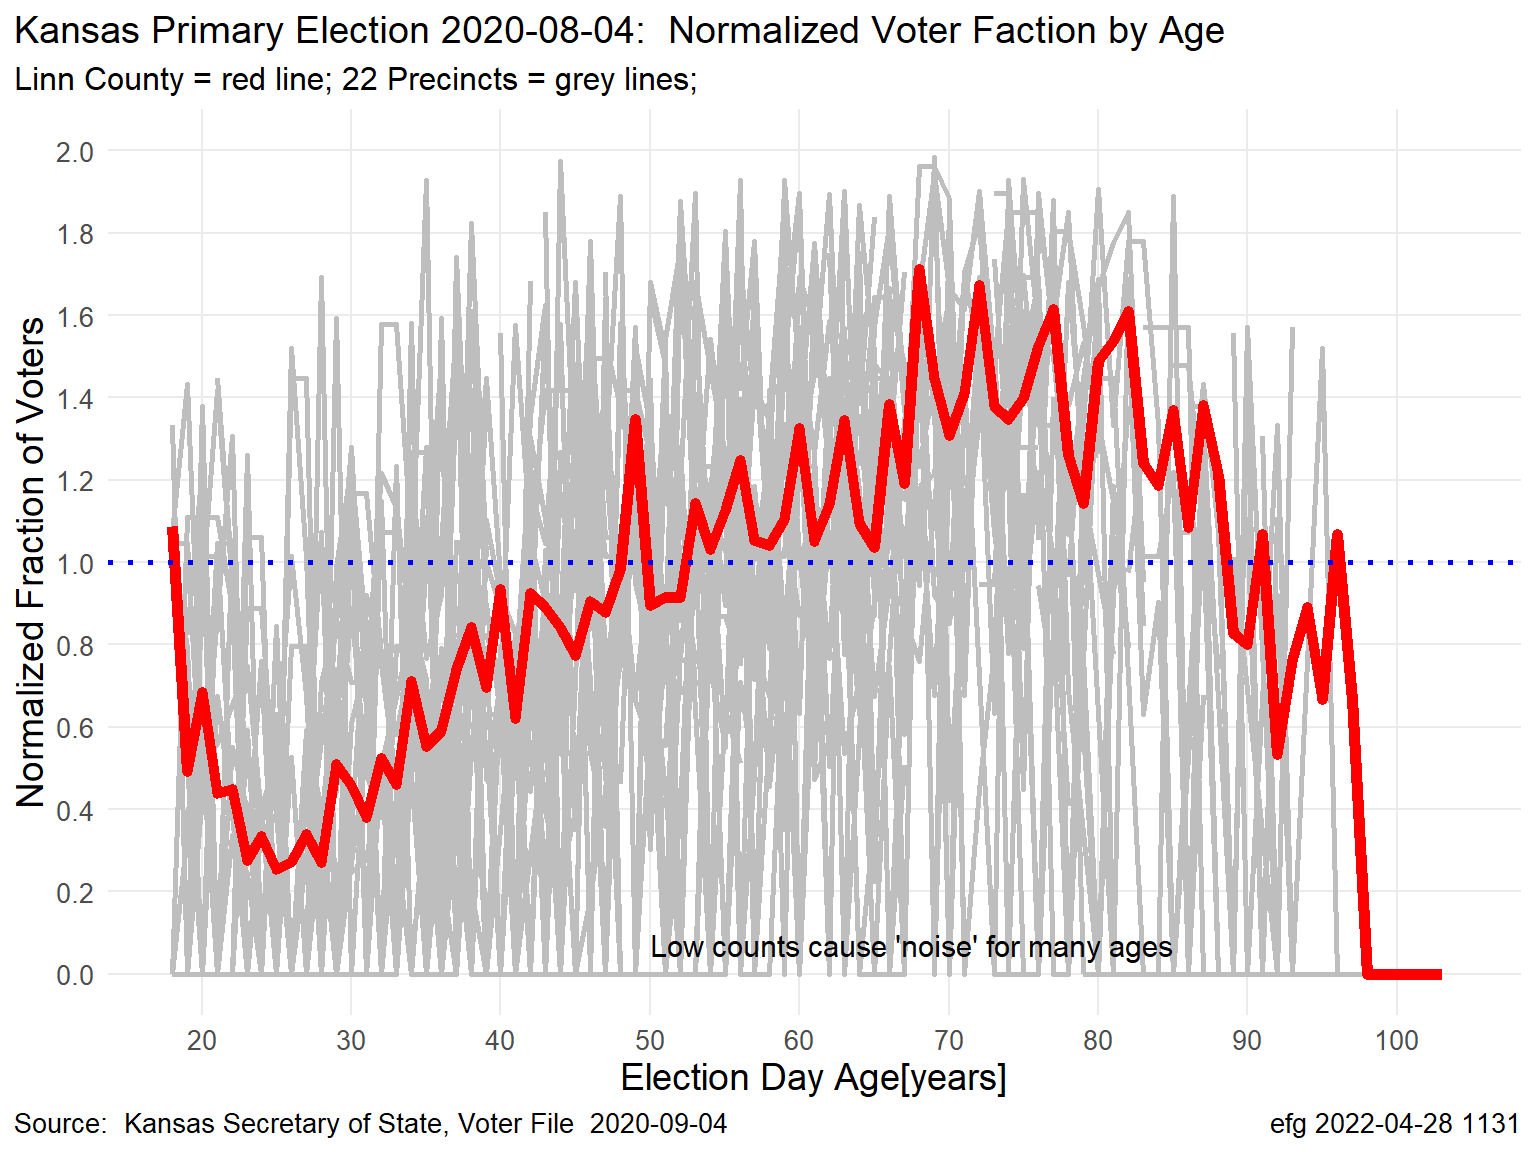 Kansas Primary Election 2020-08-04:  Normalized Voter Faction by Age
Linn County = red line; 22 Precincts = grey lines;
Normalized Fraction of Voters
2.0
1.8
1.6
1.4
1.2
1.0
0.8
0.6
0.4
0.2
0.0
Low counts cause 'noise' for many ages
20 30 40 50 60 70 80 90 100
Election Day Age[years]
Source:  Kansas Secretary of State, Voter File  2020-09-04
efg 2022-04-28 1131